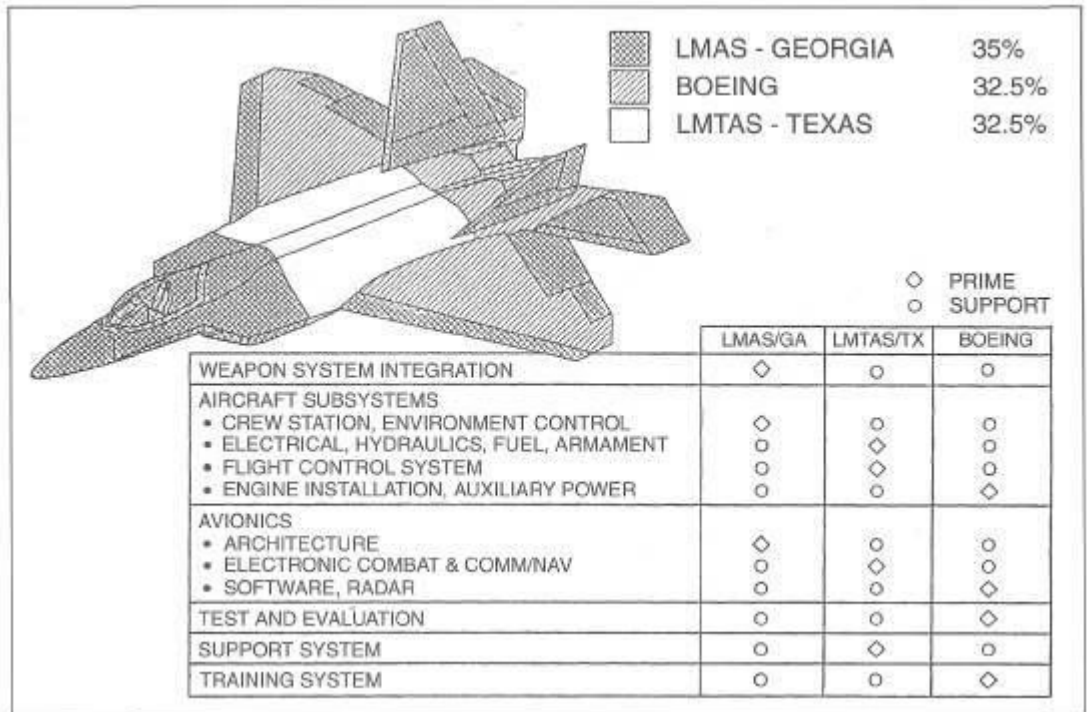 LMAS - GEORGIA 35%
BOEING 32.5%
LMTAS - TEXAS 32.5%
◇ PRIME
○ SUPPORT
LMAS/GA LMTAS/TX BOEING
WEAPON SYSTEM INTEGRATION ◇ ○ ○
AIRCRAFT SUBSYSTEMS
• CREW STATION, ENVIRONMENT CONTROL ◇ ○ ○
• ELECTRICAL, HYDRAULICS, FUEL, ARMAMENT ○ ◇ ○
• FLIGHT CONTROL SYSTEM ○ ◇ ○
• ENGINE INSTALLATION, AUXILIARY POWER ○ ○ ◇
AVIONICS
• ARCHITECTURE ◇ ○ ○
• ELECTRONIC COMBAT & COMM/NAV ○ ◇ ○
• SOFTWARE, RADAR ○ ○ ◇
TEST AND EVALUATION ○ ○ ◇
SUPPORT SYSTEM ○ ◇ ○
TRAINING SYSTEM ○ ○ ◇